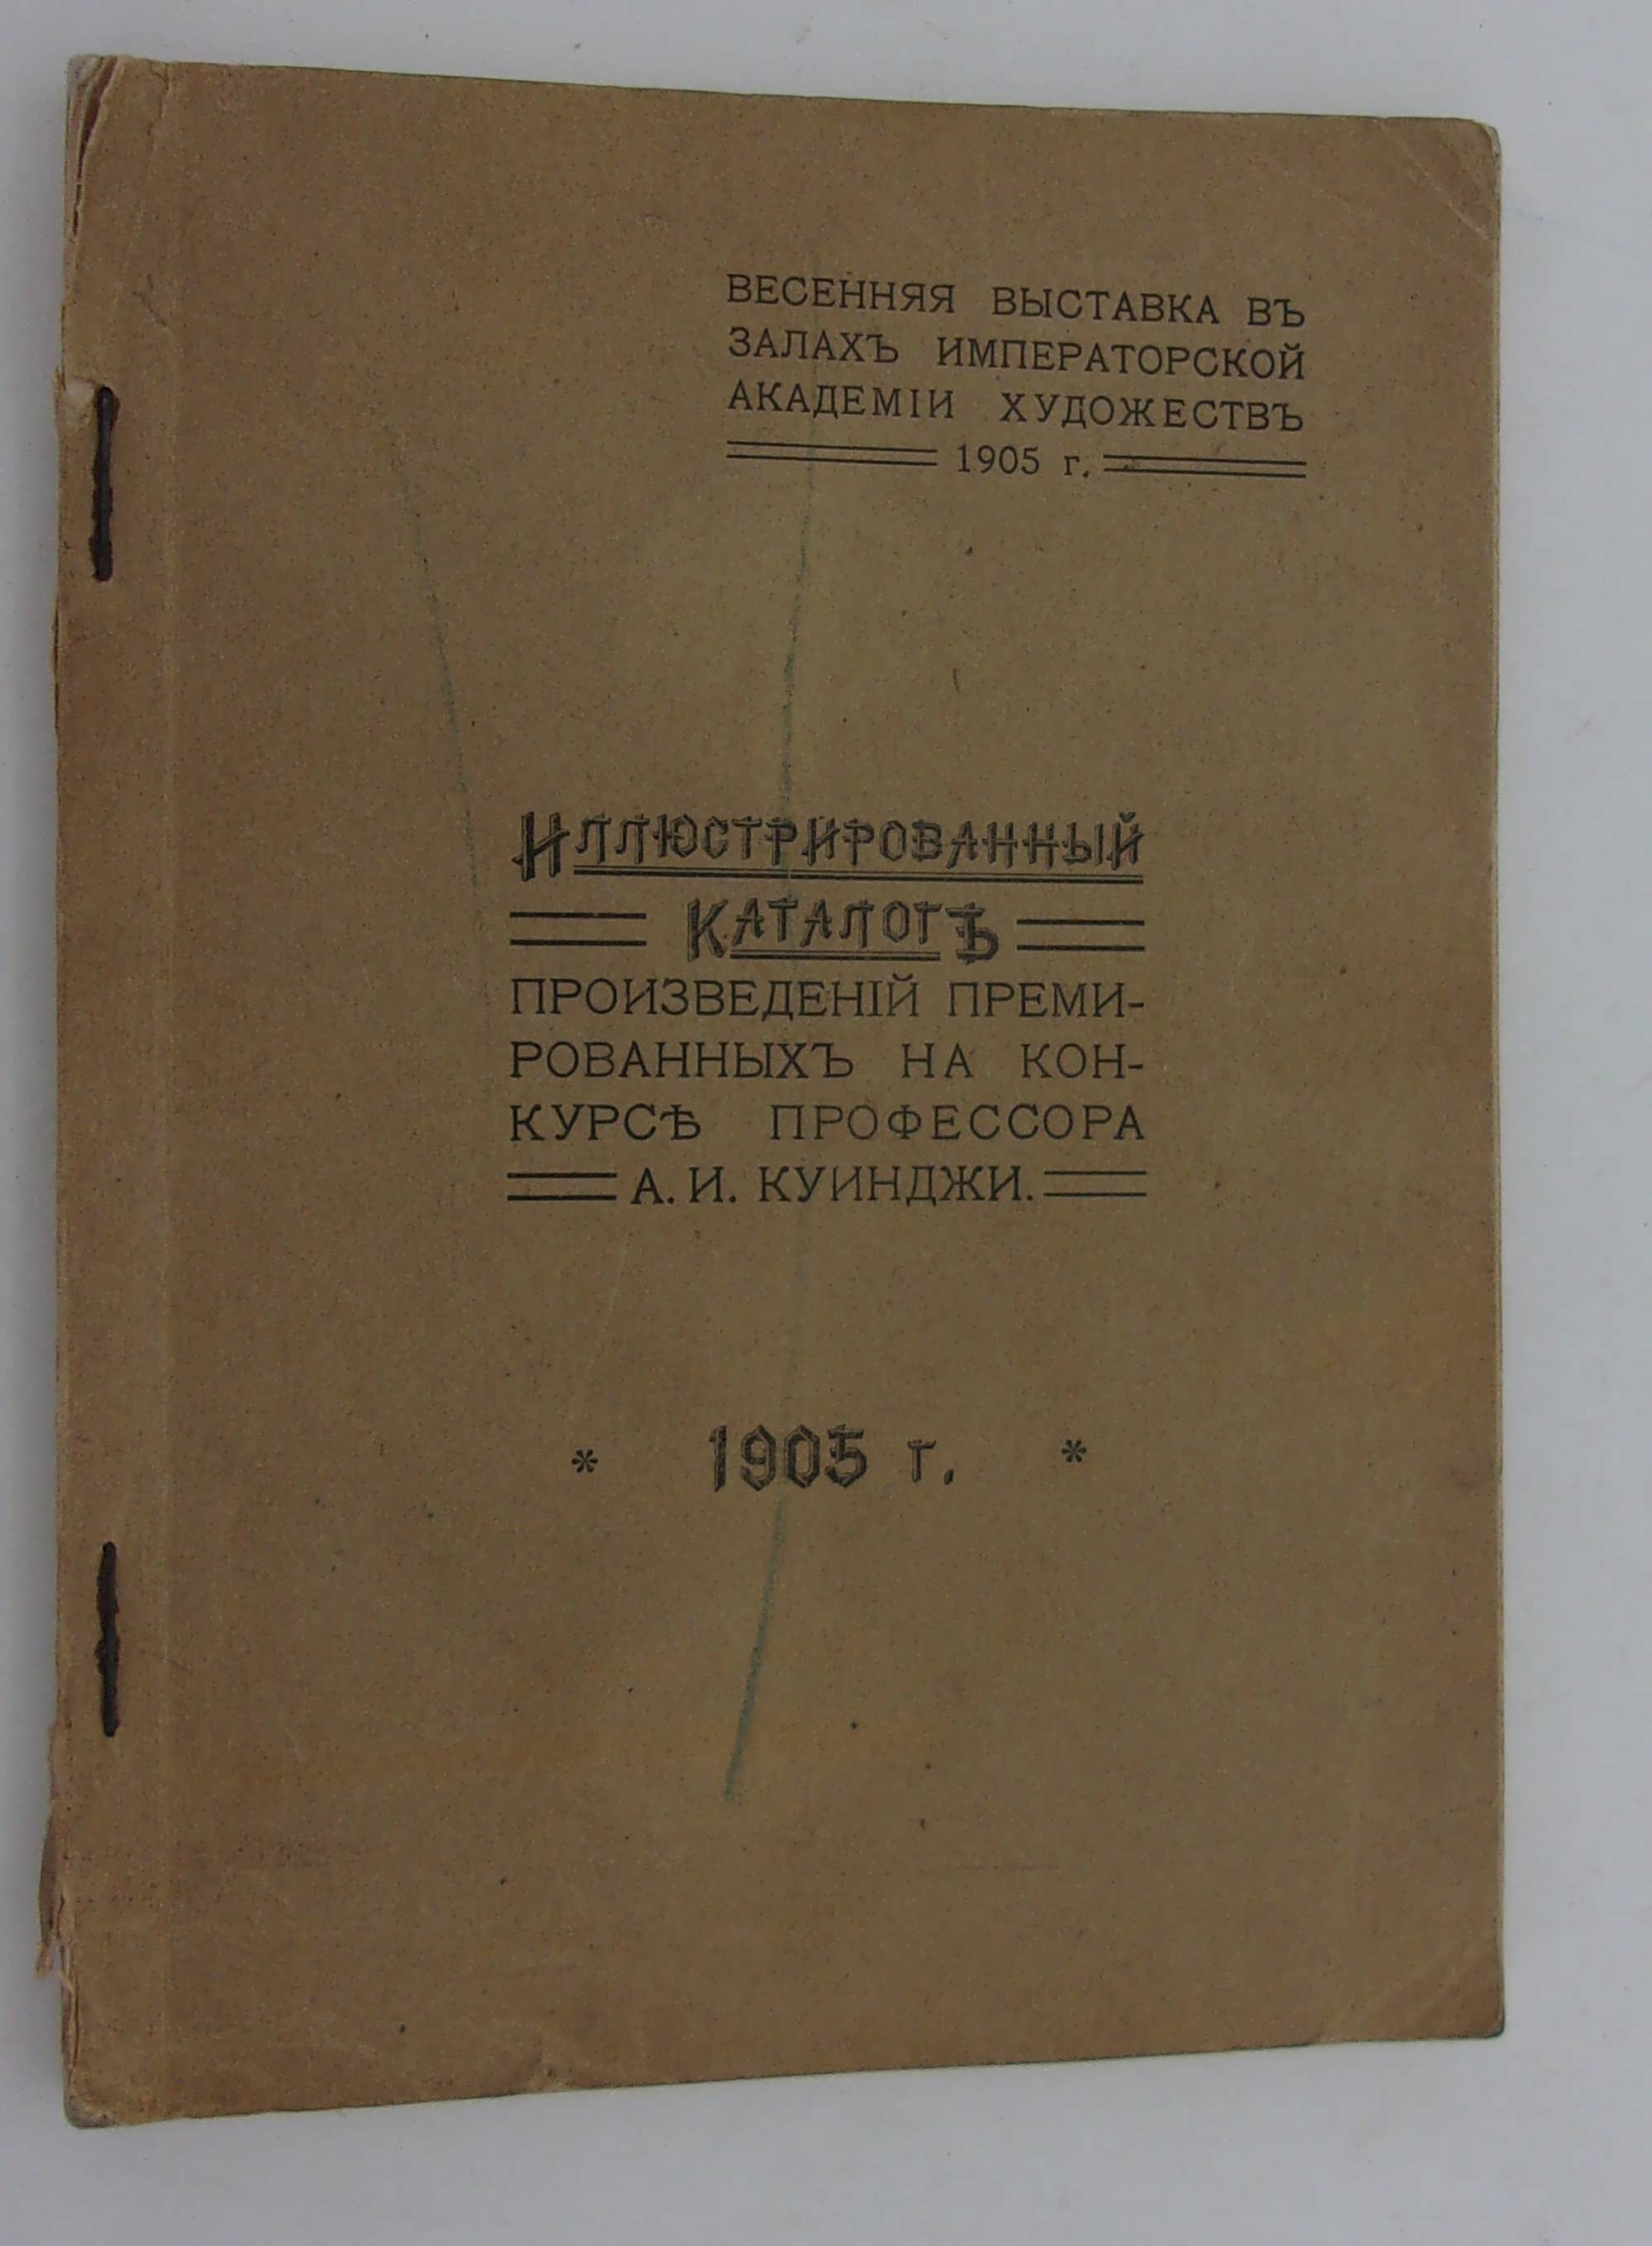 ВЕСЕННЯЯ ВЫСТАВКА ВЪ
ЗАЛАХЪ ИМПЕРАТОРСКОЙ
АКАДЕМІИ ХУДОЖЕСТВЪ
1905 г.
ИЛЛЮСТРИРОВАННЫЙ
КАТАЛОГЪ
ПРОИЗВЕДЕНІЙ ПРЕМИ-
РОВАННЫХЪ НА КОН-
КУРСѢ ПРОФЕССОРА
А. И. КУИНДЖИ.
* 1905 г. *